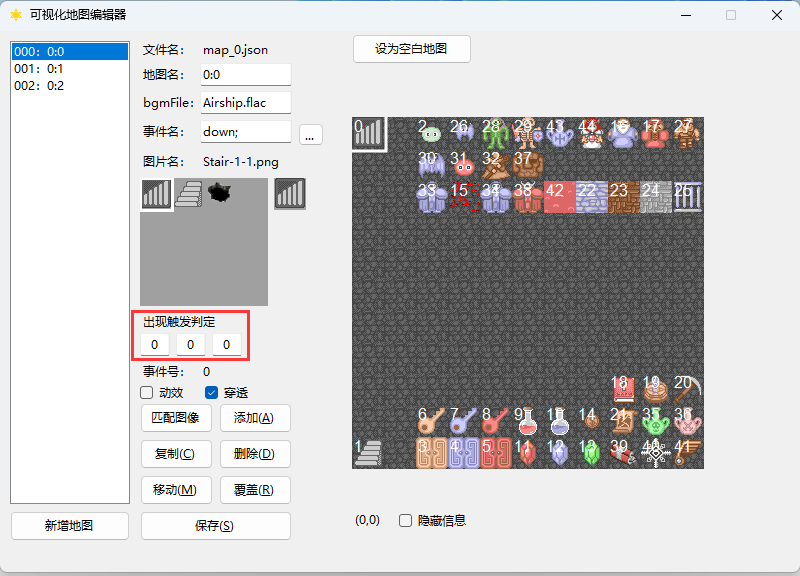 可视化地图编辑器
000: 0:0
001: 0:1
002: 0:2
文件名: map_0.json
地图名: 0:0
bgmFile: Airship.flac
事件名: down; ...
图片名: Stair-1-1.png
出现触发判定
0 0 0
事件号: 0
动效 穿透
匹配图像 添加(A)
复制(C) 删除(D)
移动(M) 覆盖(R)
新增地图 保存(S)
设为空白地图
0 2 26 28 29 43 44 16 17 27
30 31 32 37
33 15 34 38 42 22 23 24 25
18 19 20
6 7 8 9 10 14 21 35 36
1 3 4 5 11 12 13 39 40 41
(0,0) 隐藏信息